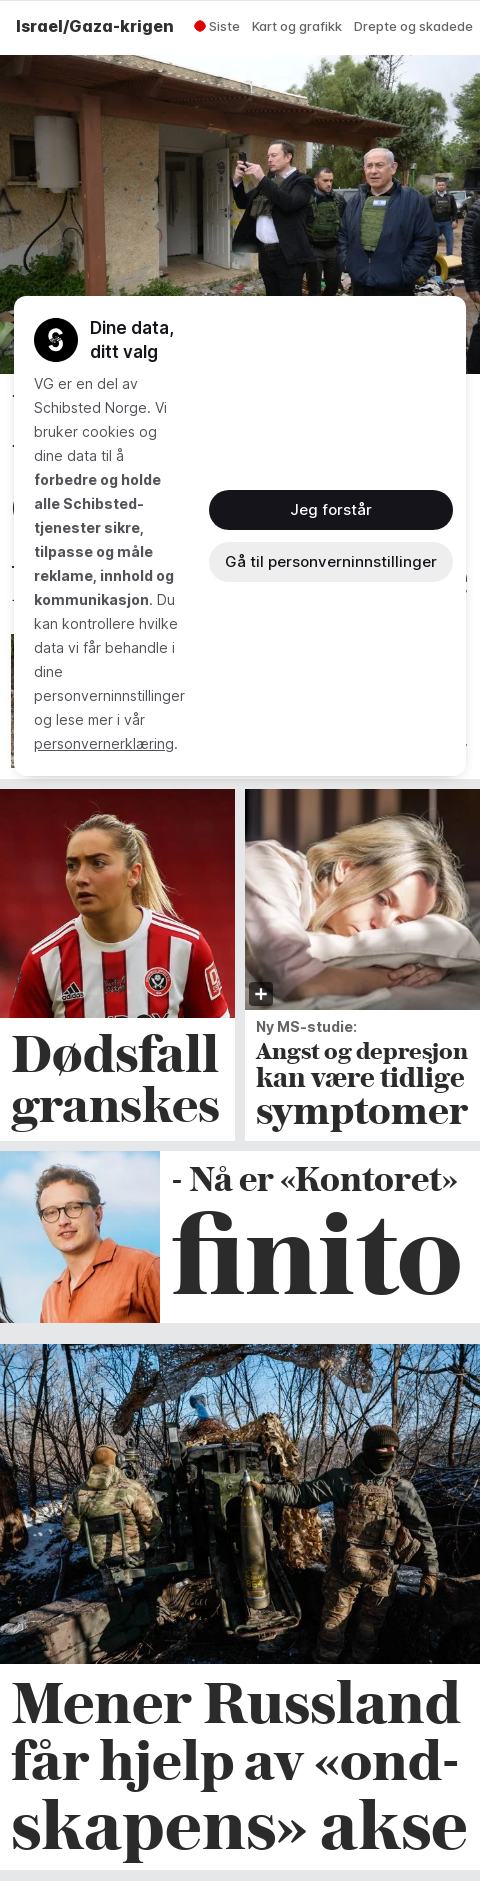 Israel/Gaza-krigen
Siste
Kart og grafikk
Drepte og skadede
Dine data,
ditt valg
VG er en del av
Schibsted Norge. Vi
bruker cookies og
dine data til å
forbedre og holde
alle Schibsted-
tjenester sikre,
tilpasse og måle
reklame, innhold og
kommunikasjon. Du
kan kontrollere hvilke
data vi får behandle i
dine
personverninnstillinger
og lese mer i vår
personvernerklæring.
Jeg forstår
Gå til personverninnstillinger
Dødsfall
granskes
Ny MS-studie:
Angst og depresjon
kan være tidlige
symptomer
- Nå er «Kontoret»
finito
Mener Russland
får hjelp av «ond-
skapens» akse